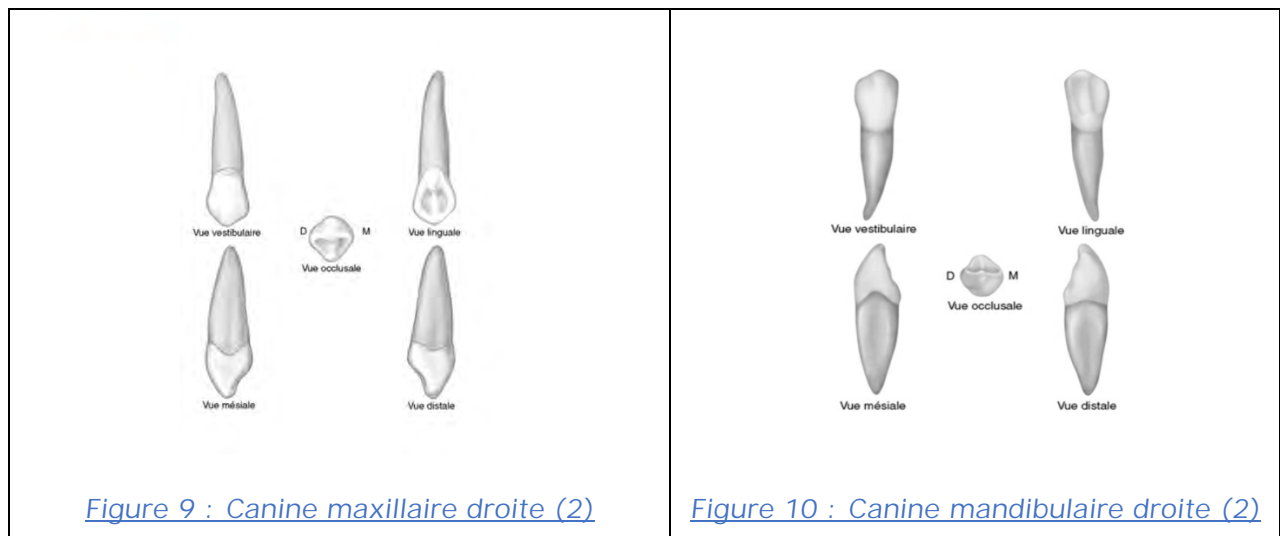 Vue vestibulaire
Vue linguale
D
M
Vue occlusale
Vue mésiale
Vue distale
Figure 9 : Canine maxillaire droite (2)
Vue vestibulaire
Vue linguale
D
M
Vue occlusale
Vue mésiale
Vue distale
Figure 10 : Canine mandibulaire droite (2)